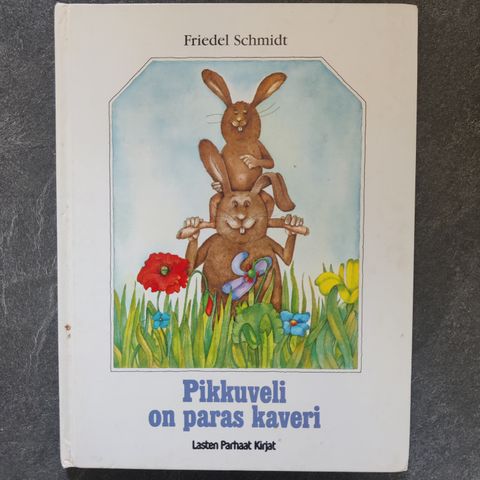 Friedel Schmidt
Pikkuveli
on paras kaveri
Lasten Parhaat Kirjat